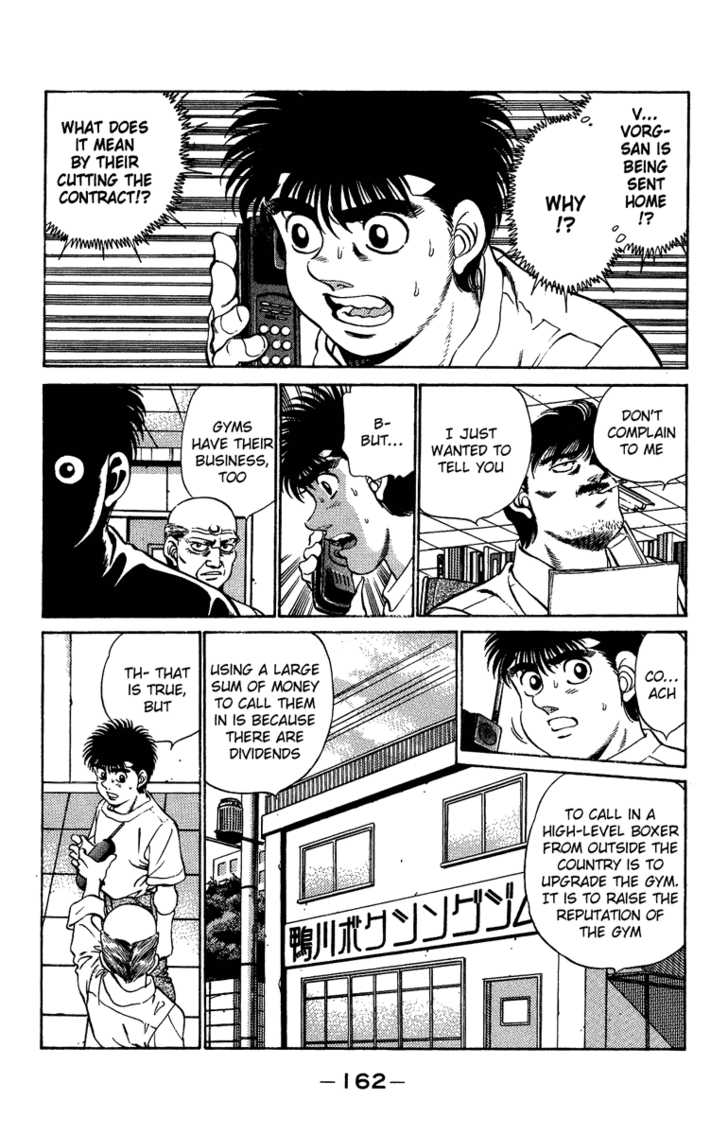 V...
VORG-
SAN IS
BEING
SENT
HOME
!?
WHY
!?
WHAT DOES
IT MEAN
BY THEIR
CUTTING THE
CONTRACT!?
DON'T
COMPLAIN
TO ME
I JUST
WANTED TO
TELL YOU
B-
BUT...
GYMS
HAVE THEIR
BUSINESS,
TOO
CO...
ACH
TO CALL IN A
HIGH-LEVEL BOXER
FROM OUTSIDE THE
COUNTRY IS TO
UPGRADE THE GYM.
IT IS TO RAISE THE
REPUTATION OF
THE GYM
鴨川ボクシングジム
USING A LARGE
SUM OF MONEY
TO CALL THEM
IN IS BECAUSE
THERE ARE
DIVIDENDS
TH- THAT
IS TRUE,
BUT
-162-